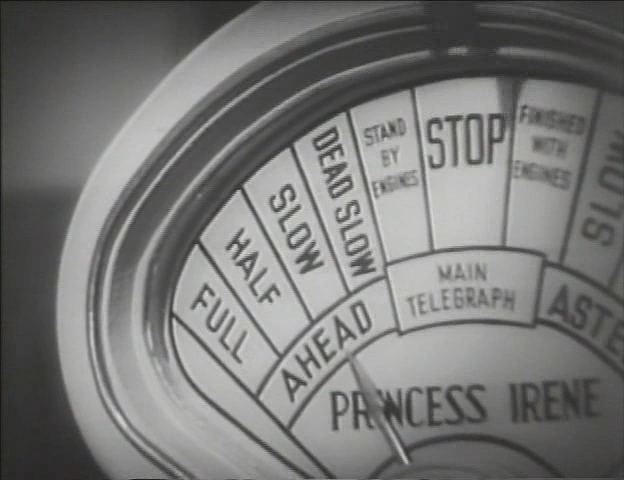 FULL
HALF
SLOW
DEAD SLOW
STAND
BY
ENGINES
STOP
FINISHED
WITH
ENGINES
SLOW
AHEAD
MAIN
TELEGRAPH
ASTE
PRINCESS IRENE